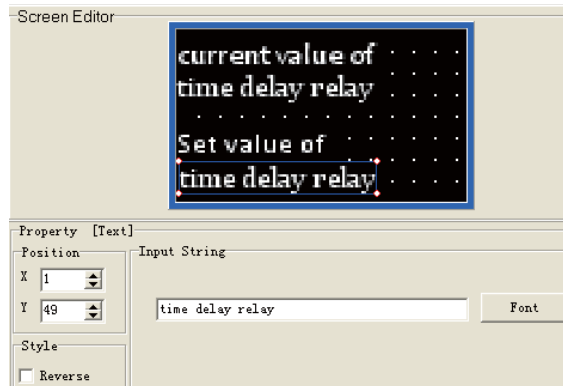 Screen Editor
current value of
time delay relay
Set value of
time delay relay
Property [Text]
Position
Input String
X 1
Y 49
time delay relay
Font
Style
Reverse